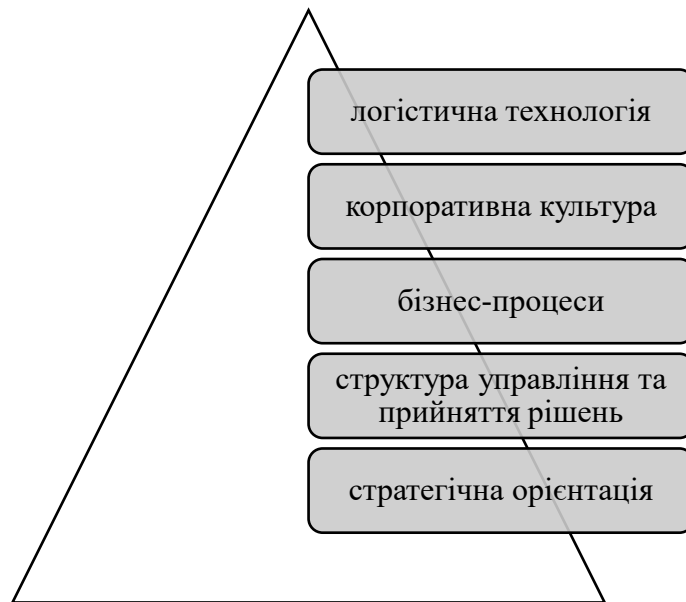 логістична технологія
корпоративна культура
бізнес-процеси
структура управління та
прийняття рішень
стратегічна орієнтація